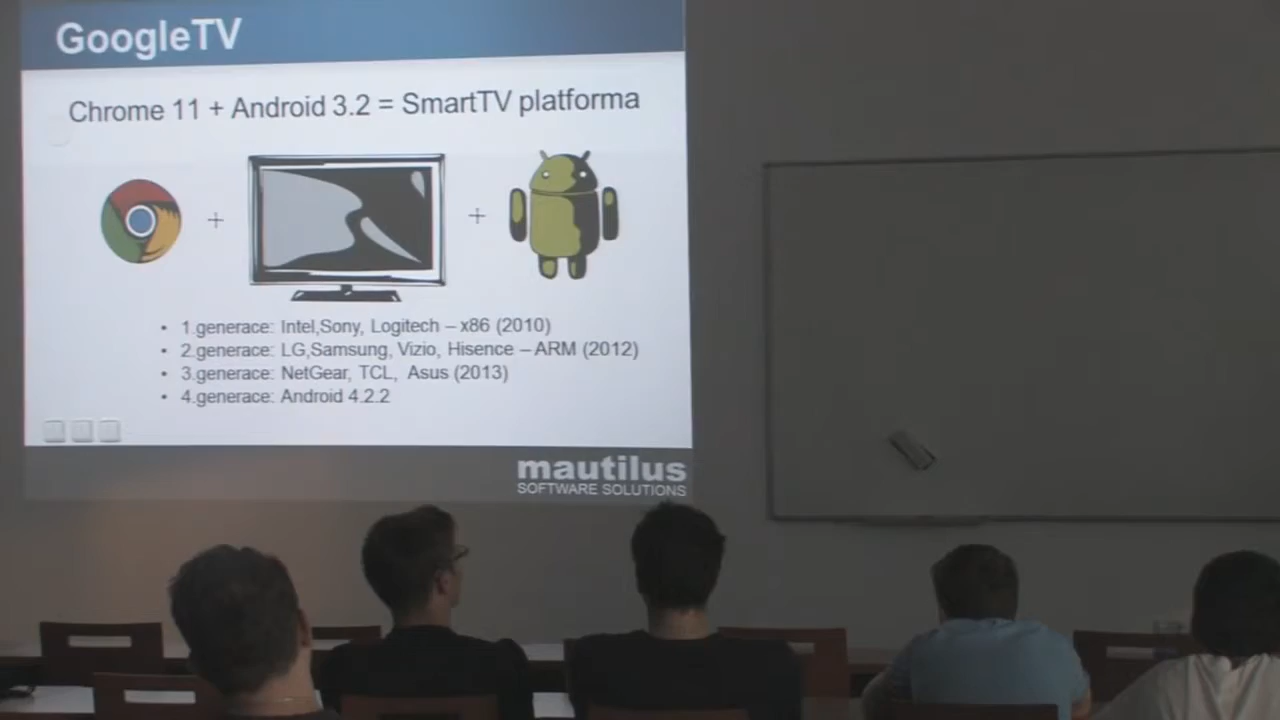 GoogleTV
Chrome 11 + Android 3.2 = SmartTV platforma
+ +
• 1.generace: Intel,Sony, Logitech – x86 (2010)
• 2.generace: LG,Samsung, Vizio, Hisence – ARM (2012)
• 3.generace: NetGear, TCL, Asus (2013)
• 4.generace: Android 4.2.2
mautilus
SOFTWARE SOLUTIONS